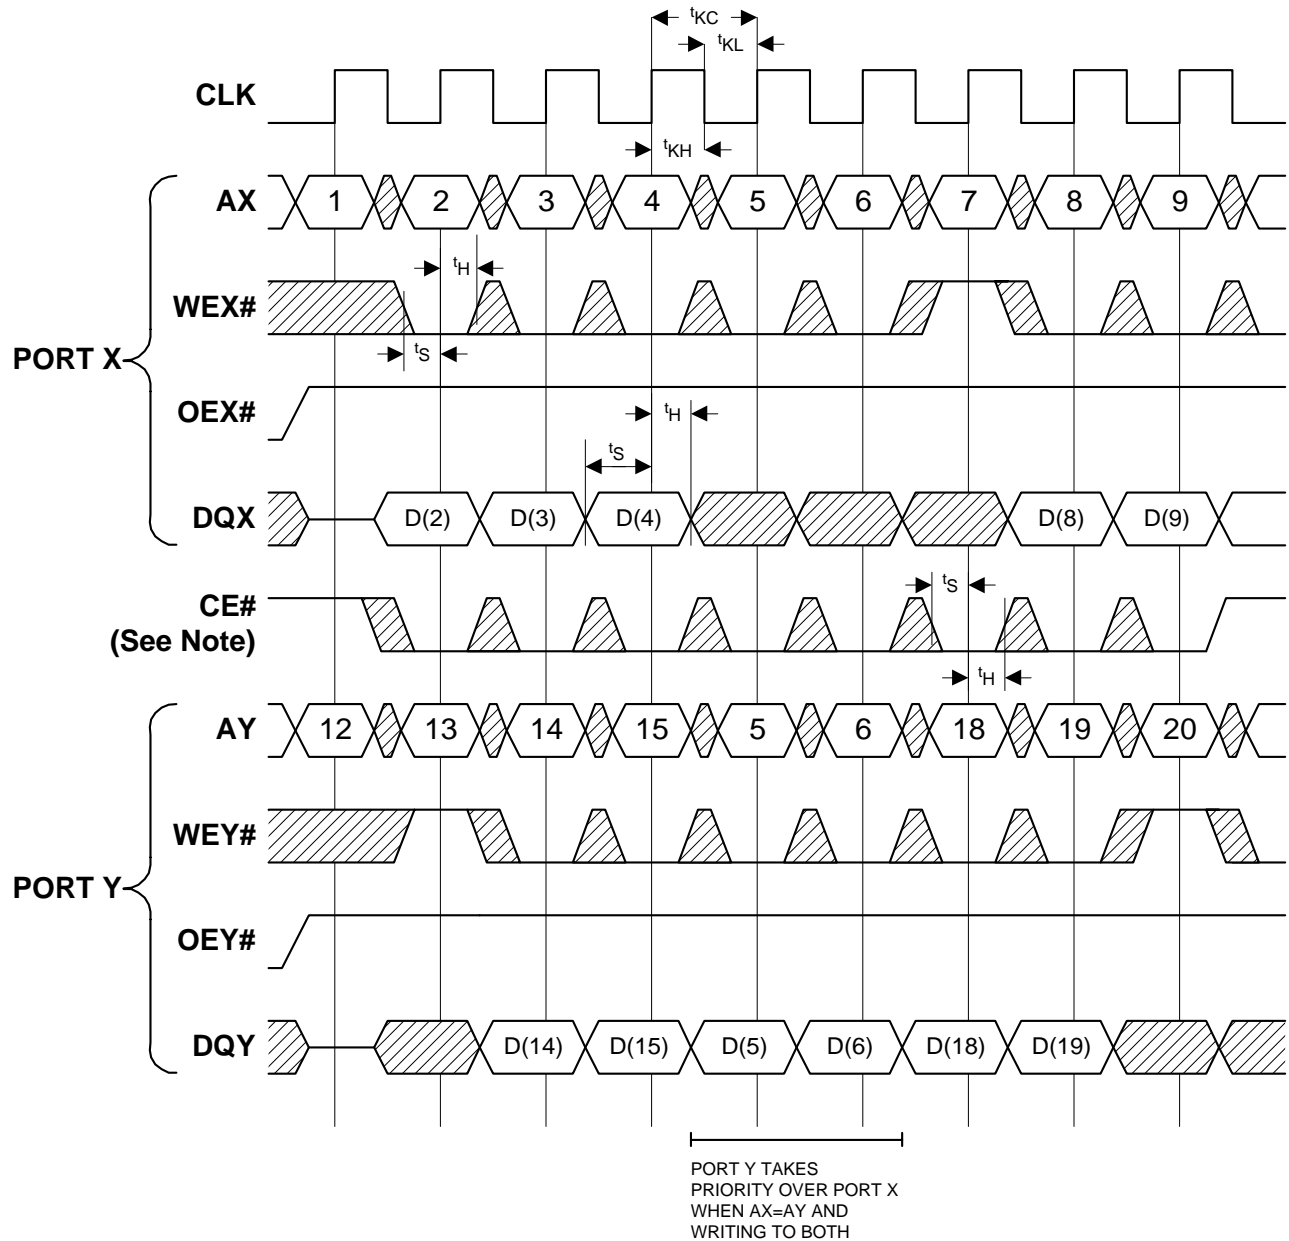 tKC
tKL
CLK
tKH
AX 1 2 3 4 5 6 7 8 9
tH
WEX#
tS
PORT X
OEX#
tH
tS
DQX D(2) D(3) D(4) D(8) D(9)
tS
CE#
(See Note)
tH
AY 12 13 14 15 5 6 18 19 20
WEY#
PORT Y
OEY#
DQY D(14) D(15) D(5) D(6) D(18) D(19)
PORT Y TAKES
PRIORITY OVER PORT X
WHEN AX=AY AND
WRITING TO BOTH